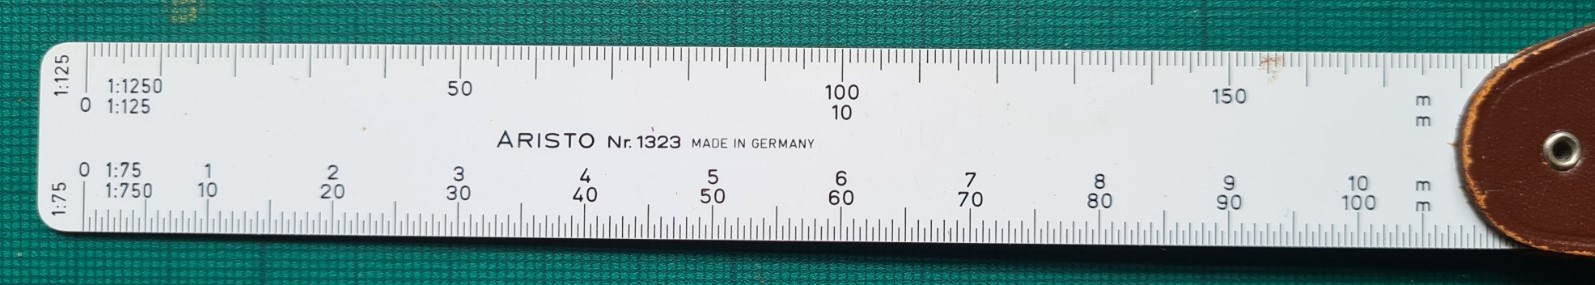 1:125
1:1250 50 100 150 m
0 1:125 10 m
ARISTO Nr. 1323 MADE IN GERMANY
0 1:75 1 2 3 4 5 6 7 8 9 10 m
1:750 10 20 30 40 50 60 70 80 90 100 m
1:75